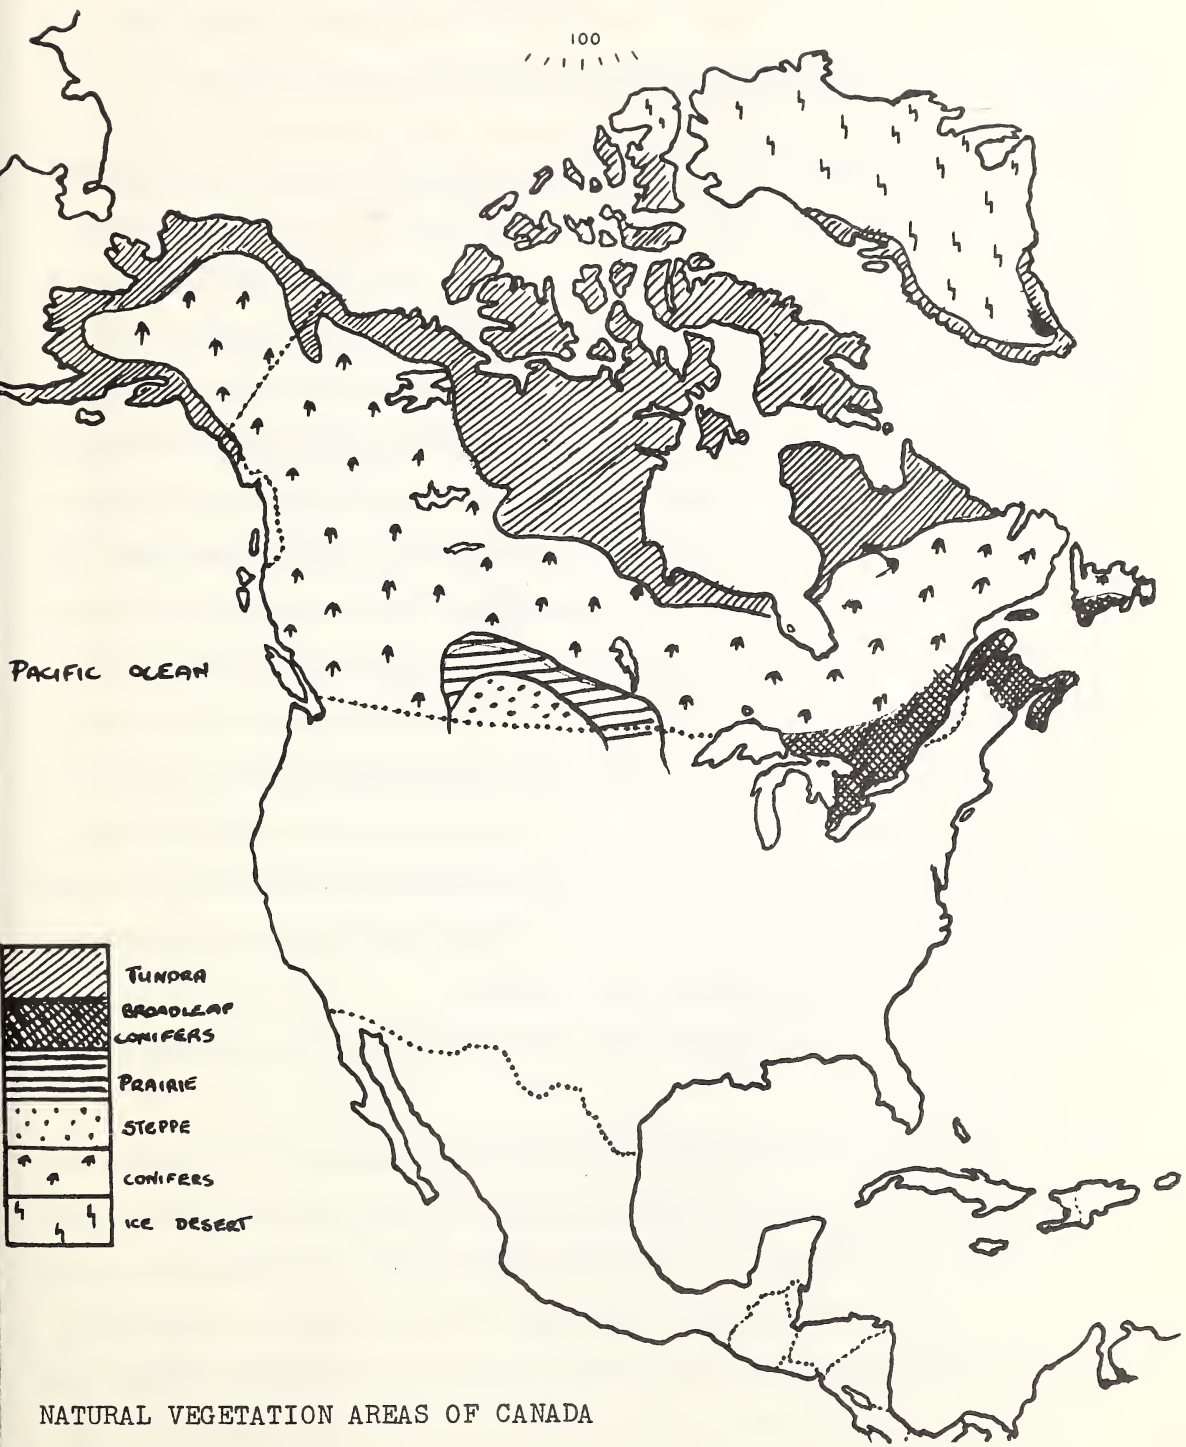 100
PACIFIC OCEAN
TUNDRA
BROADLEAF
CONIFERS
PRAIRIE
STEPPE
CONIFERS
ICE DESERT
NATURAL VEGETATION AREAS OF CANADA